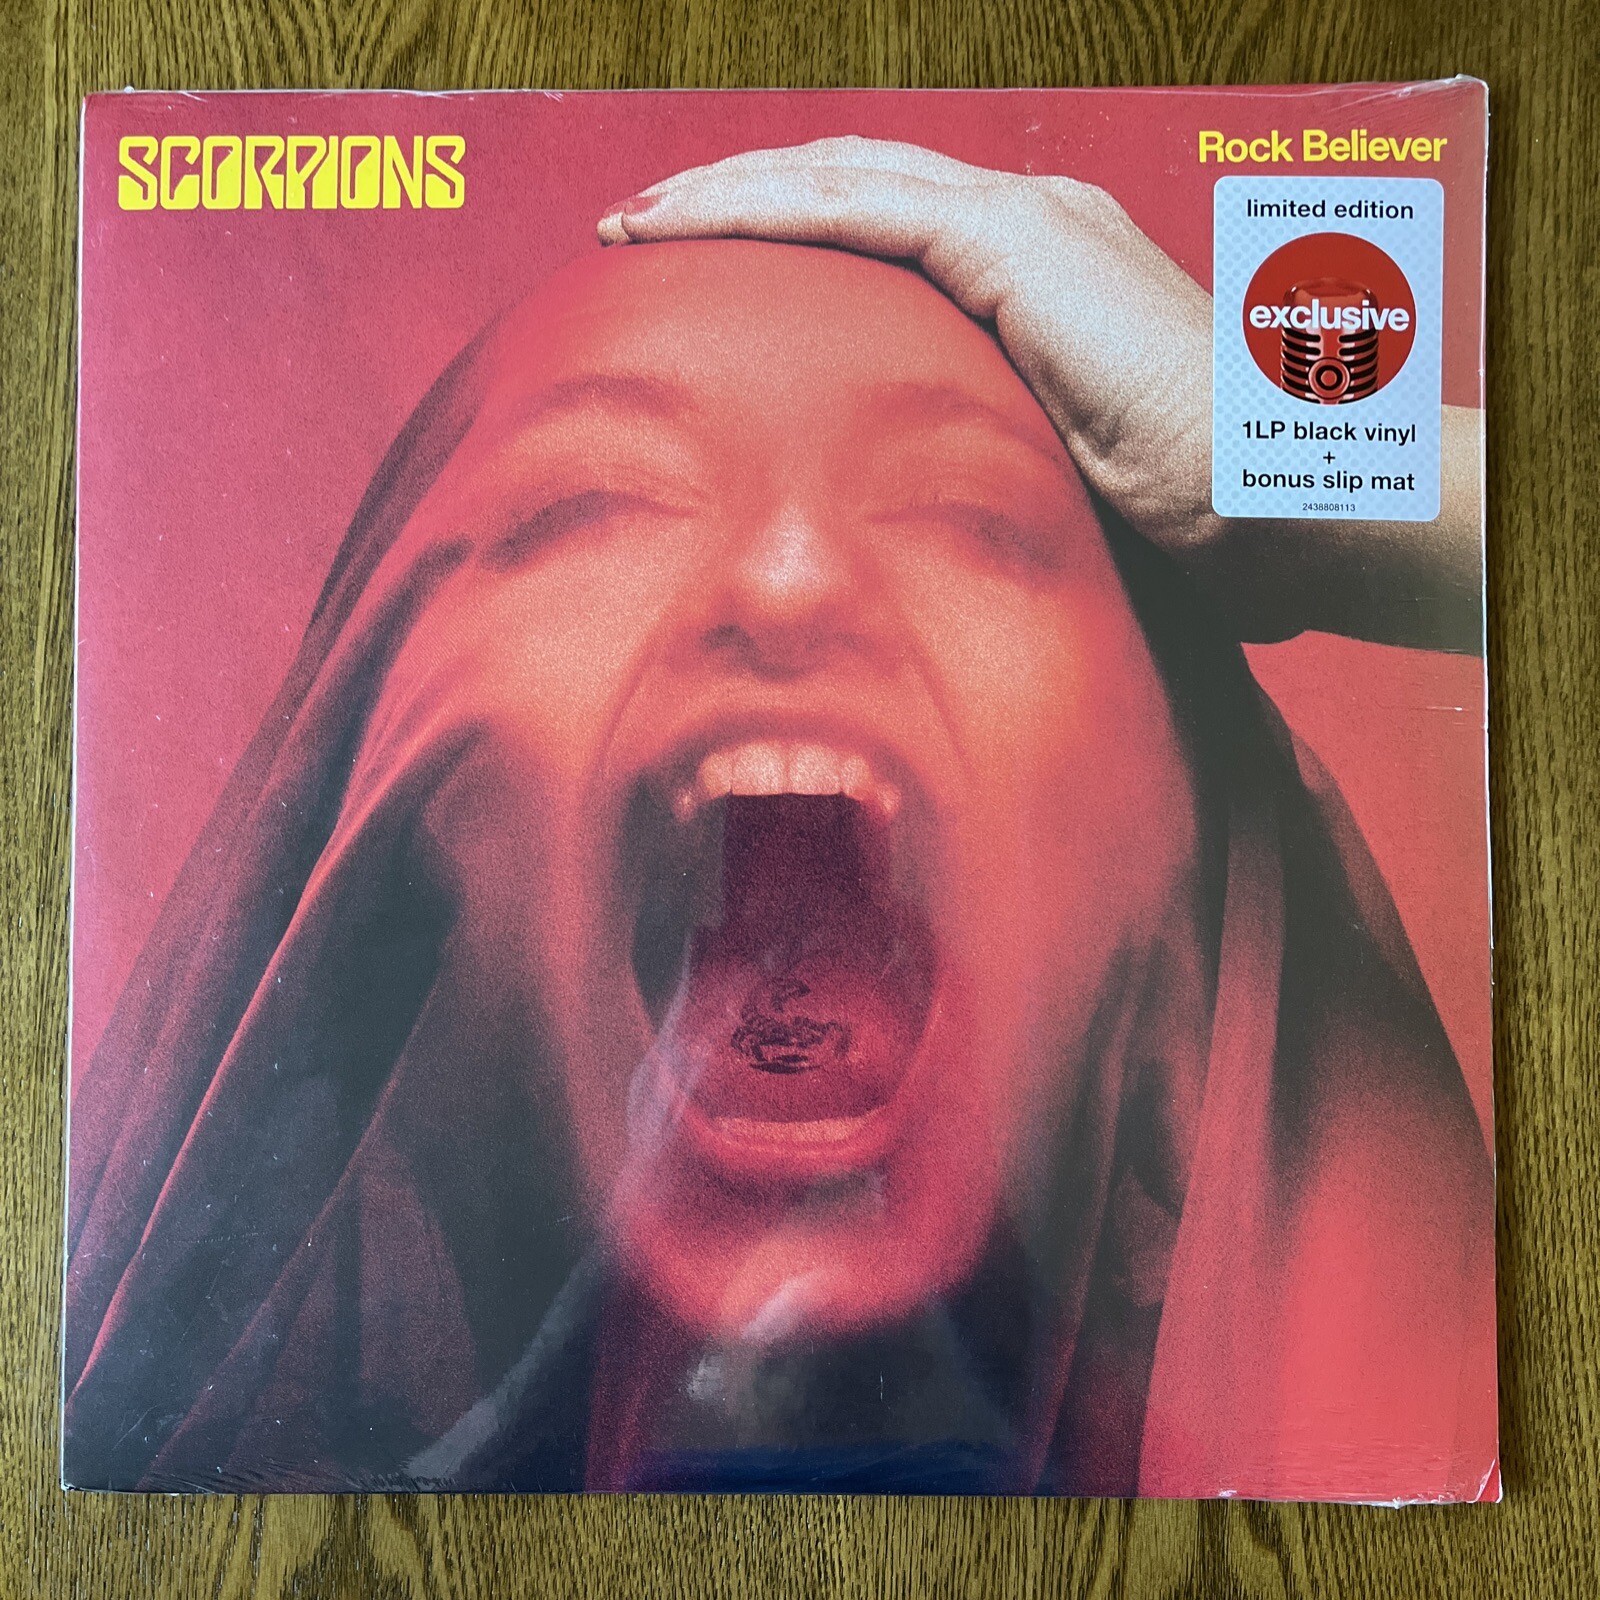 SCORPIONS
Rock Believer
limited edition
exclusive
1LP black vinyl
+
bonus slip mat
2438808113